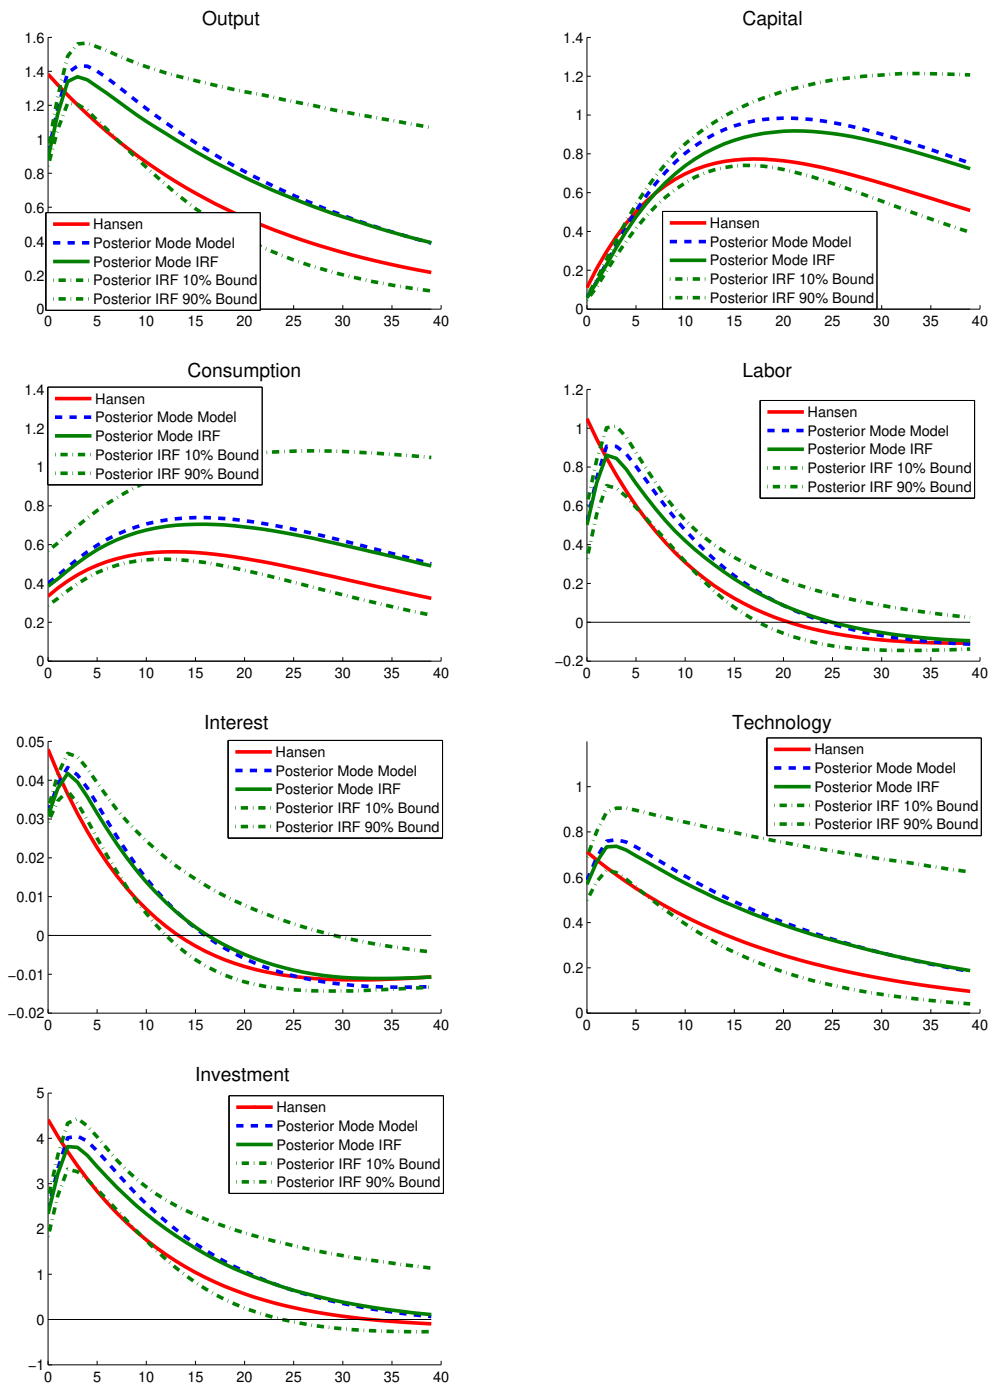 Output
1.6
1.4
1.2
1
0.8
0.6
0.4
0.2
0
Hansen
Posterior Mode Model
Posterior Mode IRF
Posterior IRF 10% Bound
Posterior IRF 90% Bound
0 5 10 15 20 25 30 35 40
Capital
1.4
1.2
1
0.8
0.6
0.4
0.2
0
Hansen
Posterior Mode Model
Posterior Mode IRF
Posterior IRF 10% Bound
Posterior IRF 90% Bound
0 5 10 15 20 25 30 35 40
Consumption
1.4
1.2
1
0.8
0.6
0.4
0.2
0
Hansen
Posterior Mode Model
Posterior Mode IRF
Posterior IRF 10% Bound
Posterior IRF 90% Bound
0 5 10 15 20 25 30 35 40
Labor
1.2
1
0.8
0.6
0.4
0.2
0
−0.2
Hansen
Posterior Mode Model
Posterior Mode IRF
Posterior IRF 10% Bound
Posterior IRF 90% Bound
0 5 10 15 20 25 30 35 40
Interest
0.05
0.04
0.03
0.02
0.01
0
−0.01
−0.02
Hansen
Posterior Mode Model
Posterior Mode IRF
Posterior IRF 10% Bound
Posterior IRF 90% Bound
0 5 10 15 20 25 30 35 40
Technology
1
0.8
0.6
0.4
0.2
0
Hansen
Posterior Mode Model
Posterior Mode IRF
Posterior IRF 10% Bound
Posterior IRF 90% Bound
0 5 10 15 20 25 30 35 40
Investment
5
4
3
2
1
0
−1
Hansen
Posterior Mode Model
Posterior Mode IRF
Posterior IRF 10% Bound
Posterior IRF 90% Bound
0 5 10 15 20 25 30 35 40